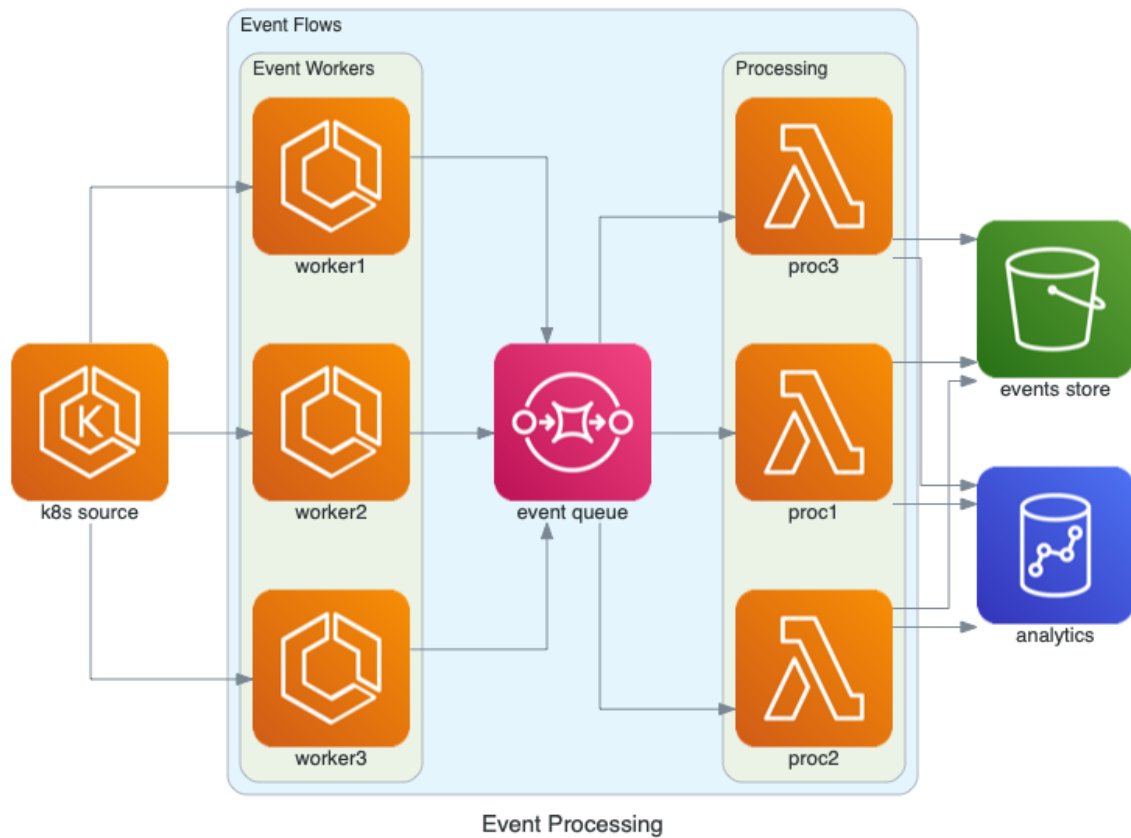 Event Flows
Event Workers
Processing
worker1
proc3
K
k8s source
worker2
event queue
proc1
events store
worker3
proc2
analytics
Event Processing